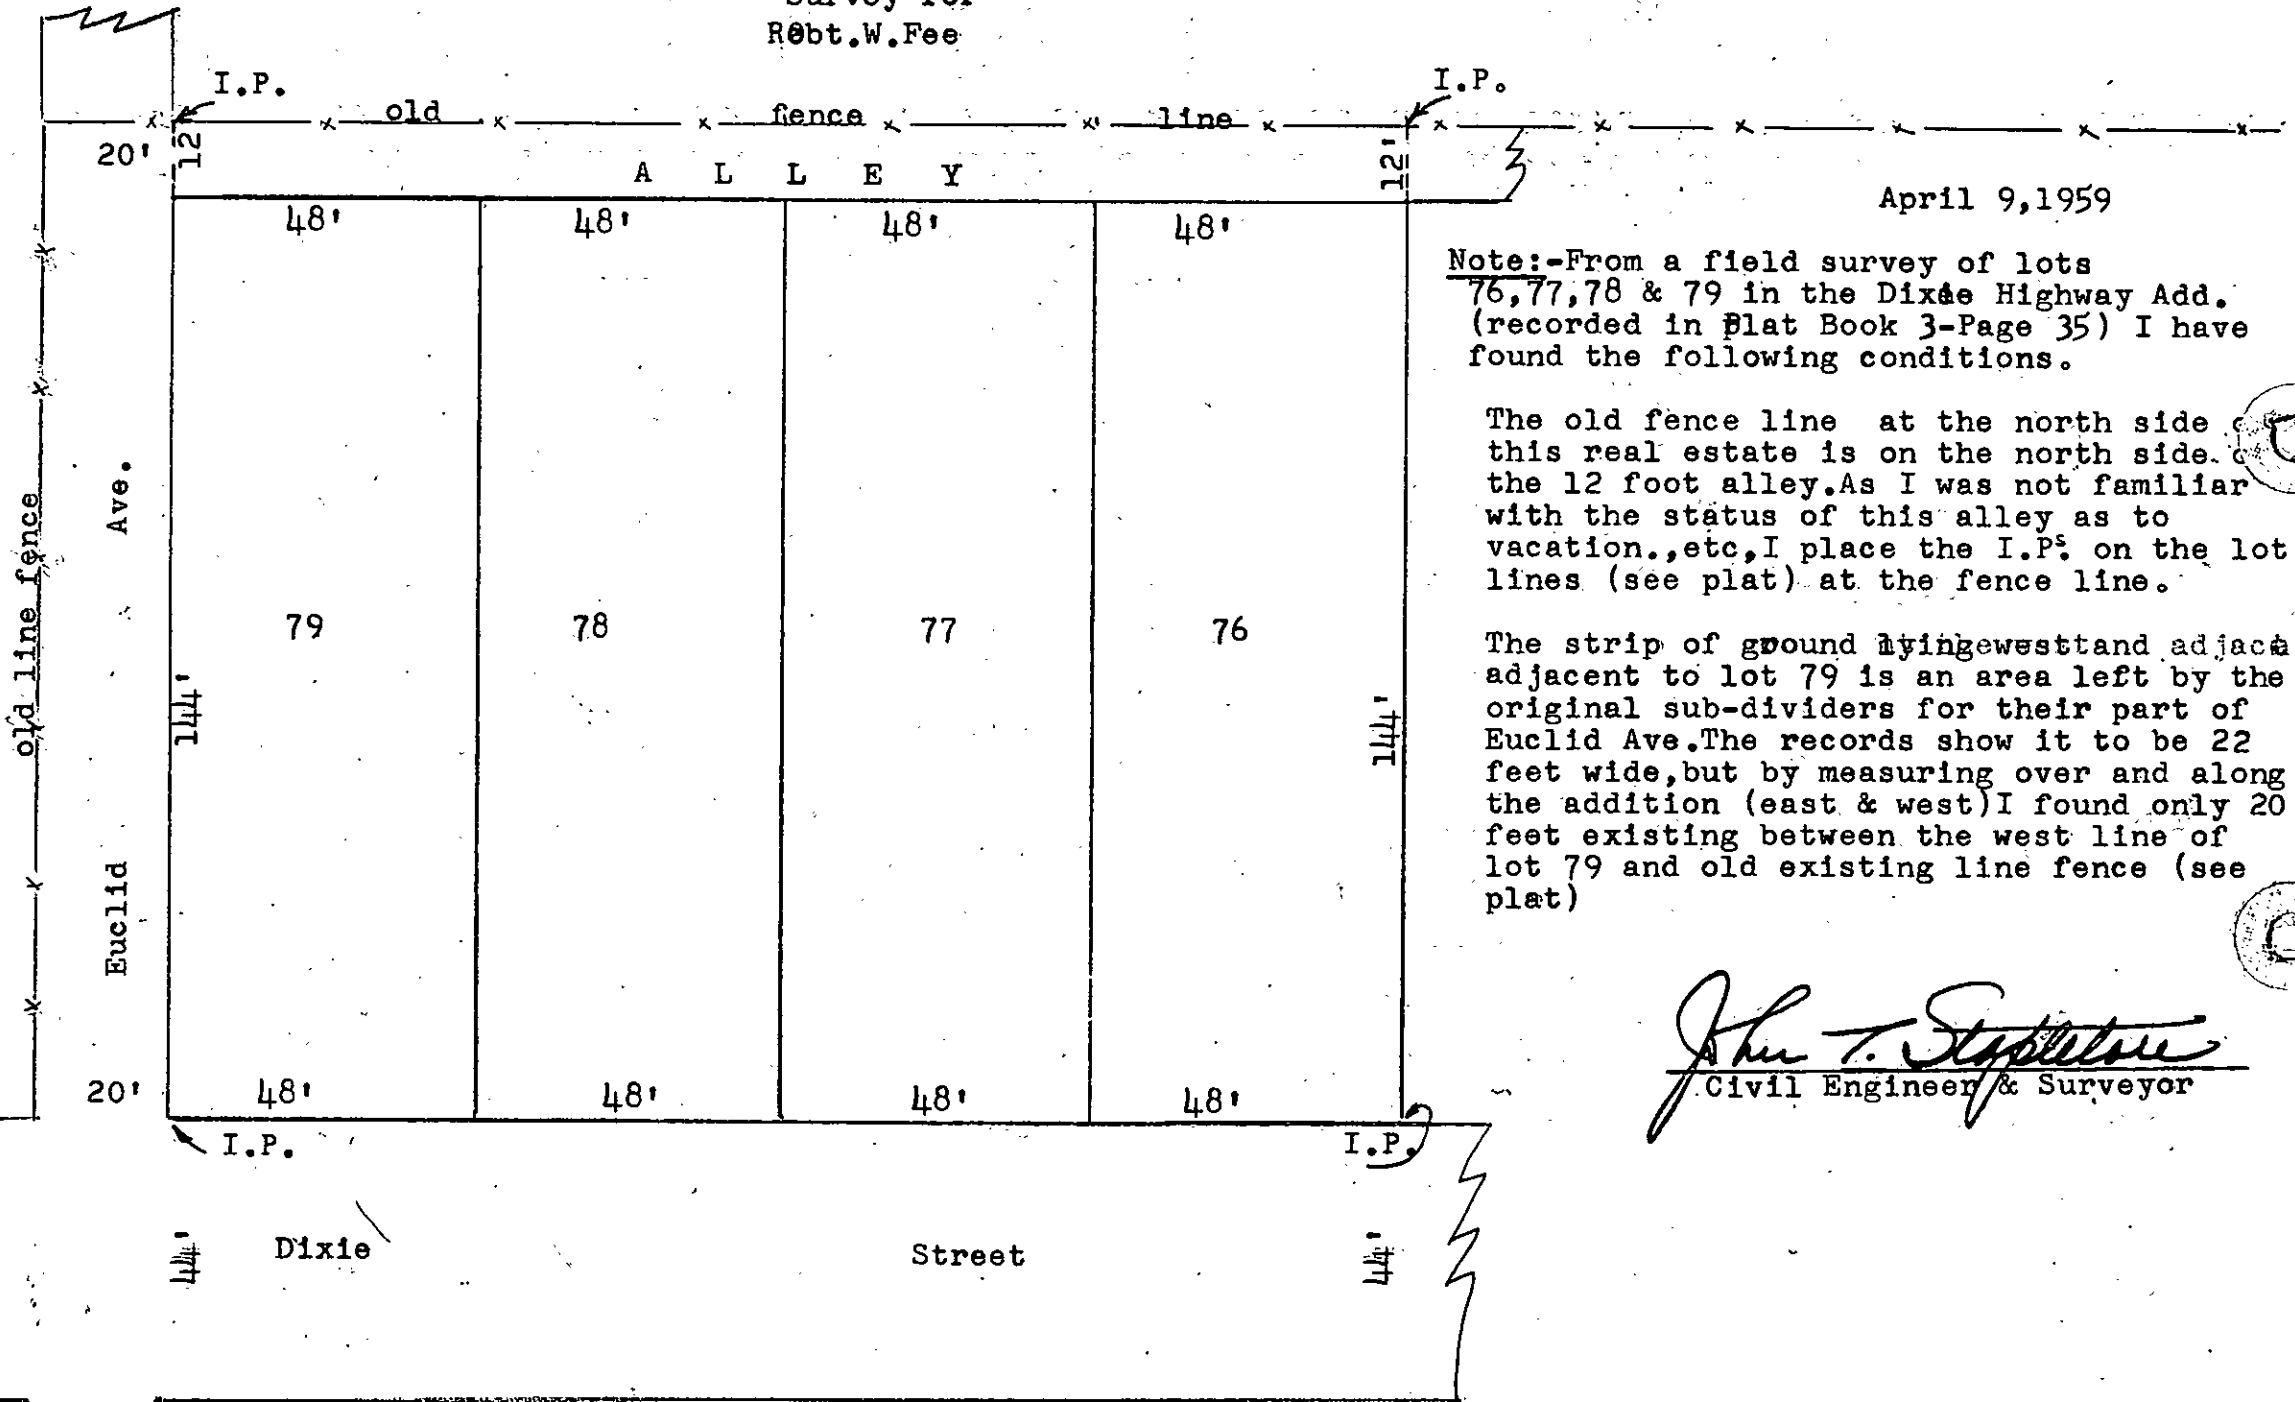 Survey for
Robt.W.Fee
I.P.
I.P.
old fence line
20'
12'
12'
A L L E Y
48' 48' 48' 48'
April 9,1959
Note:-From a field survey of lots
76,77,78 & 79 in the Dixie Highway Add.
(recorded in Plat Book 3-Page 35) I have
found the following conditions.
The old fence line at the north side
this real estate is on the north side.
the 12 foot alley.As I was not familiar
with the status of this alley as to
vacation.,etc,I place the I.Ps. on the lot
lines (see plat) at the fence line.
The strip of ground lyingewesttand adjace
adjacent to lot 79 is an area left by the
original sub-dividers for their part of
Euclid Ave.The records show it to be 22
feet wide,but by measuring over and along
the addition (east & west)I found only 20
feet existing between the west line of
lot 79 and old existing line fence (see
plat)
old line fence
Euclid Ave.
79 78 77 76
144'
144'
20'
48' 48' 48' 48'
I.P.
I.P.
John T. Stapleton
Civil Engineer & Surveyor
44'
Dixie Street
44'